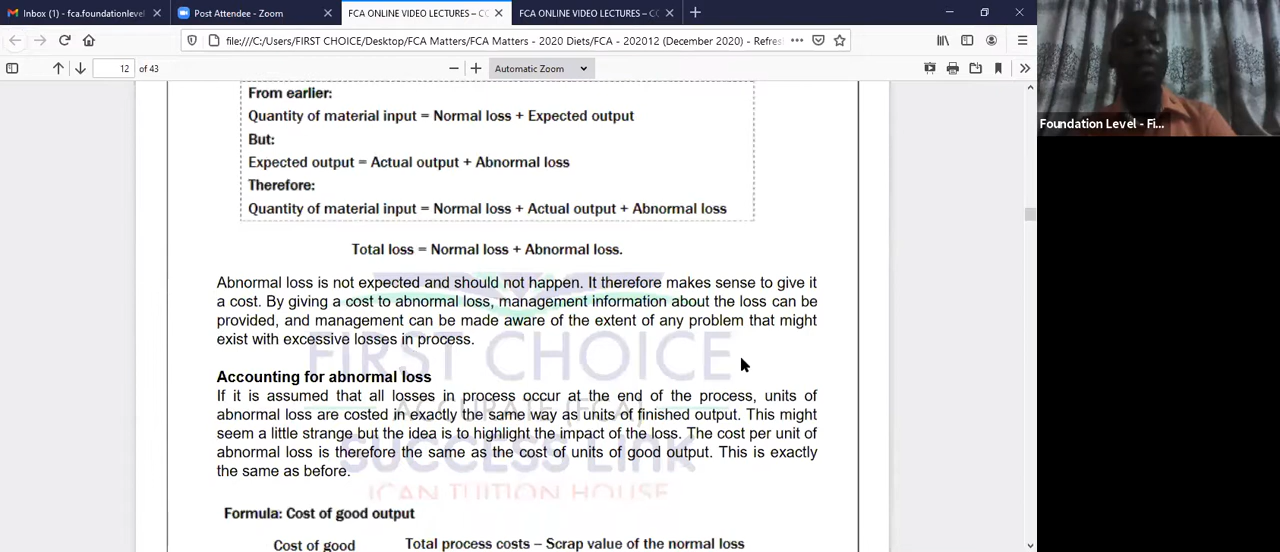 Inbox (1) - fca.foundationlevel
Post Attendee - Zoom
FCA ONLINE VIDEO LECTURES – CO
FCA ONLINE VIDEO LECTURES – CO
file:///C:/Users/FIRST CHOICE/Desktop/FCA Matters/FCA Matters - 2020 Diets/FCA - 202012 (December 2020) - Refres
12 of 43
Automatic Zoom
Foundation Level - Fi...
From earlier:
Quantity of material input = Normal loss + Expected output
But:
Expected output = Actual output + Abnormal loss
Therefore:
Quantity of material input = Normal loss + Actual output + Abnormal loss
Total loss = Normal loss + Abnormal loss.
Abnormal loss is not expected and should not happen. It therefore makes sense to give it
a cost. By giving a cost to abnormal loss, management information about the loss can be
provided, and management can be made aware of the extent of any problem that might
exist with excessive losses in process.
FIRST CHOICE
Accounting for abnormal loss
If it is assumed that all losses in process occur at the end of the process, units of
ACCURATE (FCA)
abnormal loss are costed in exactly the same way as units of finished output. This might
seem a little strange but the idea is to highlight the impact of the loss. The cost per unit of
SUCCESS Link
abnormal loss is therefore the same as the cost of units of good output. This is exactly
the same as before.
ICAN TUITION HOUSE
Formula: Cost of good output
Cost of good
Total process costs – Scrap value of the normal loss